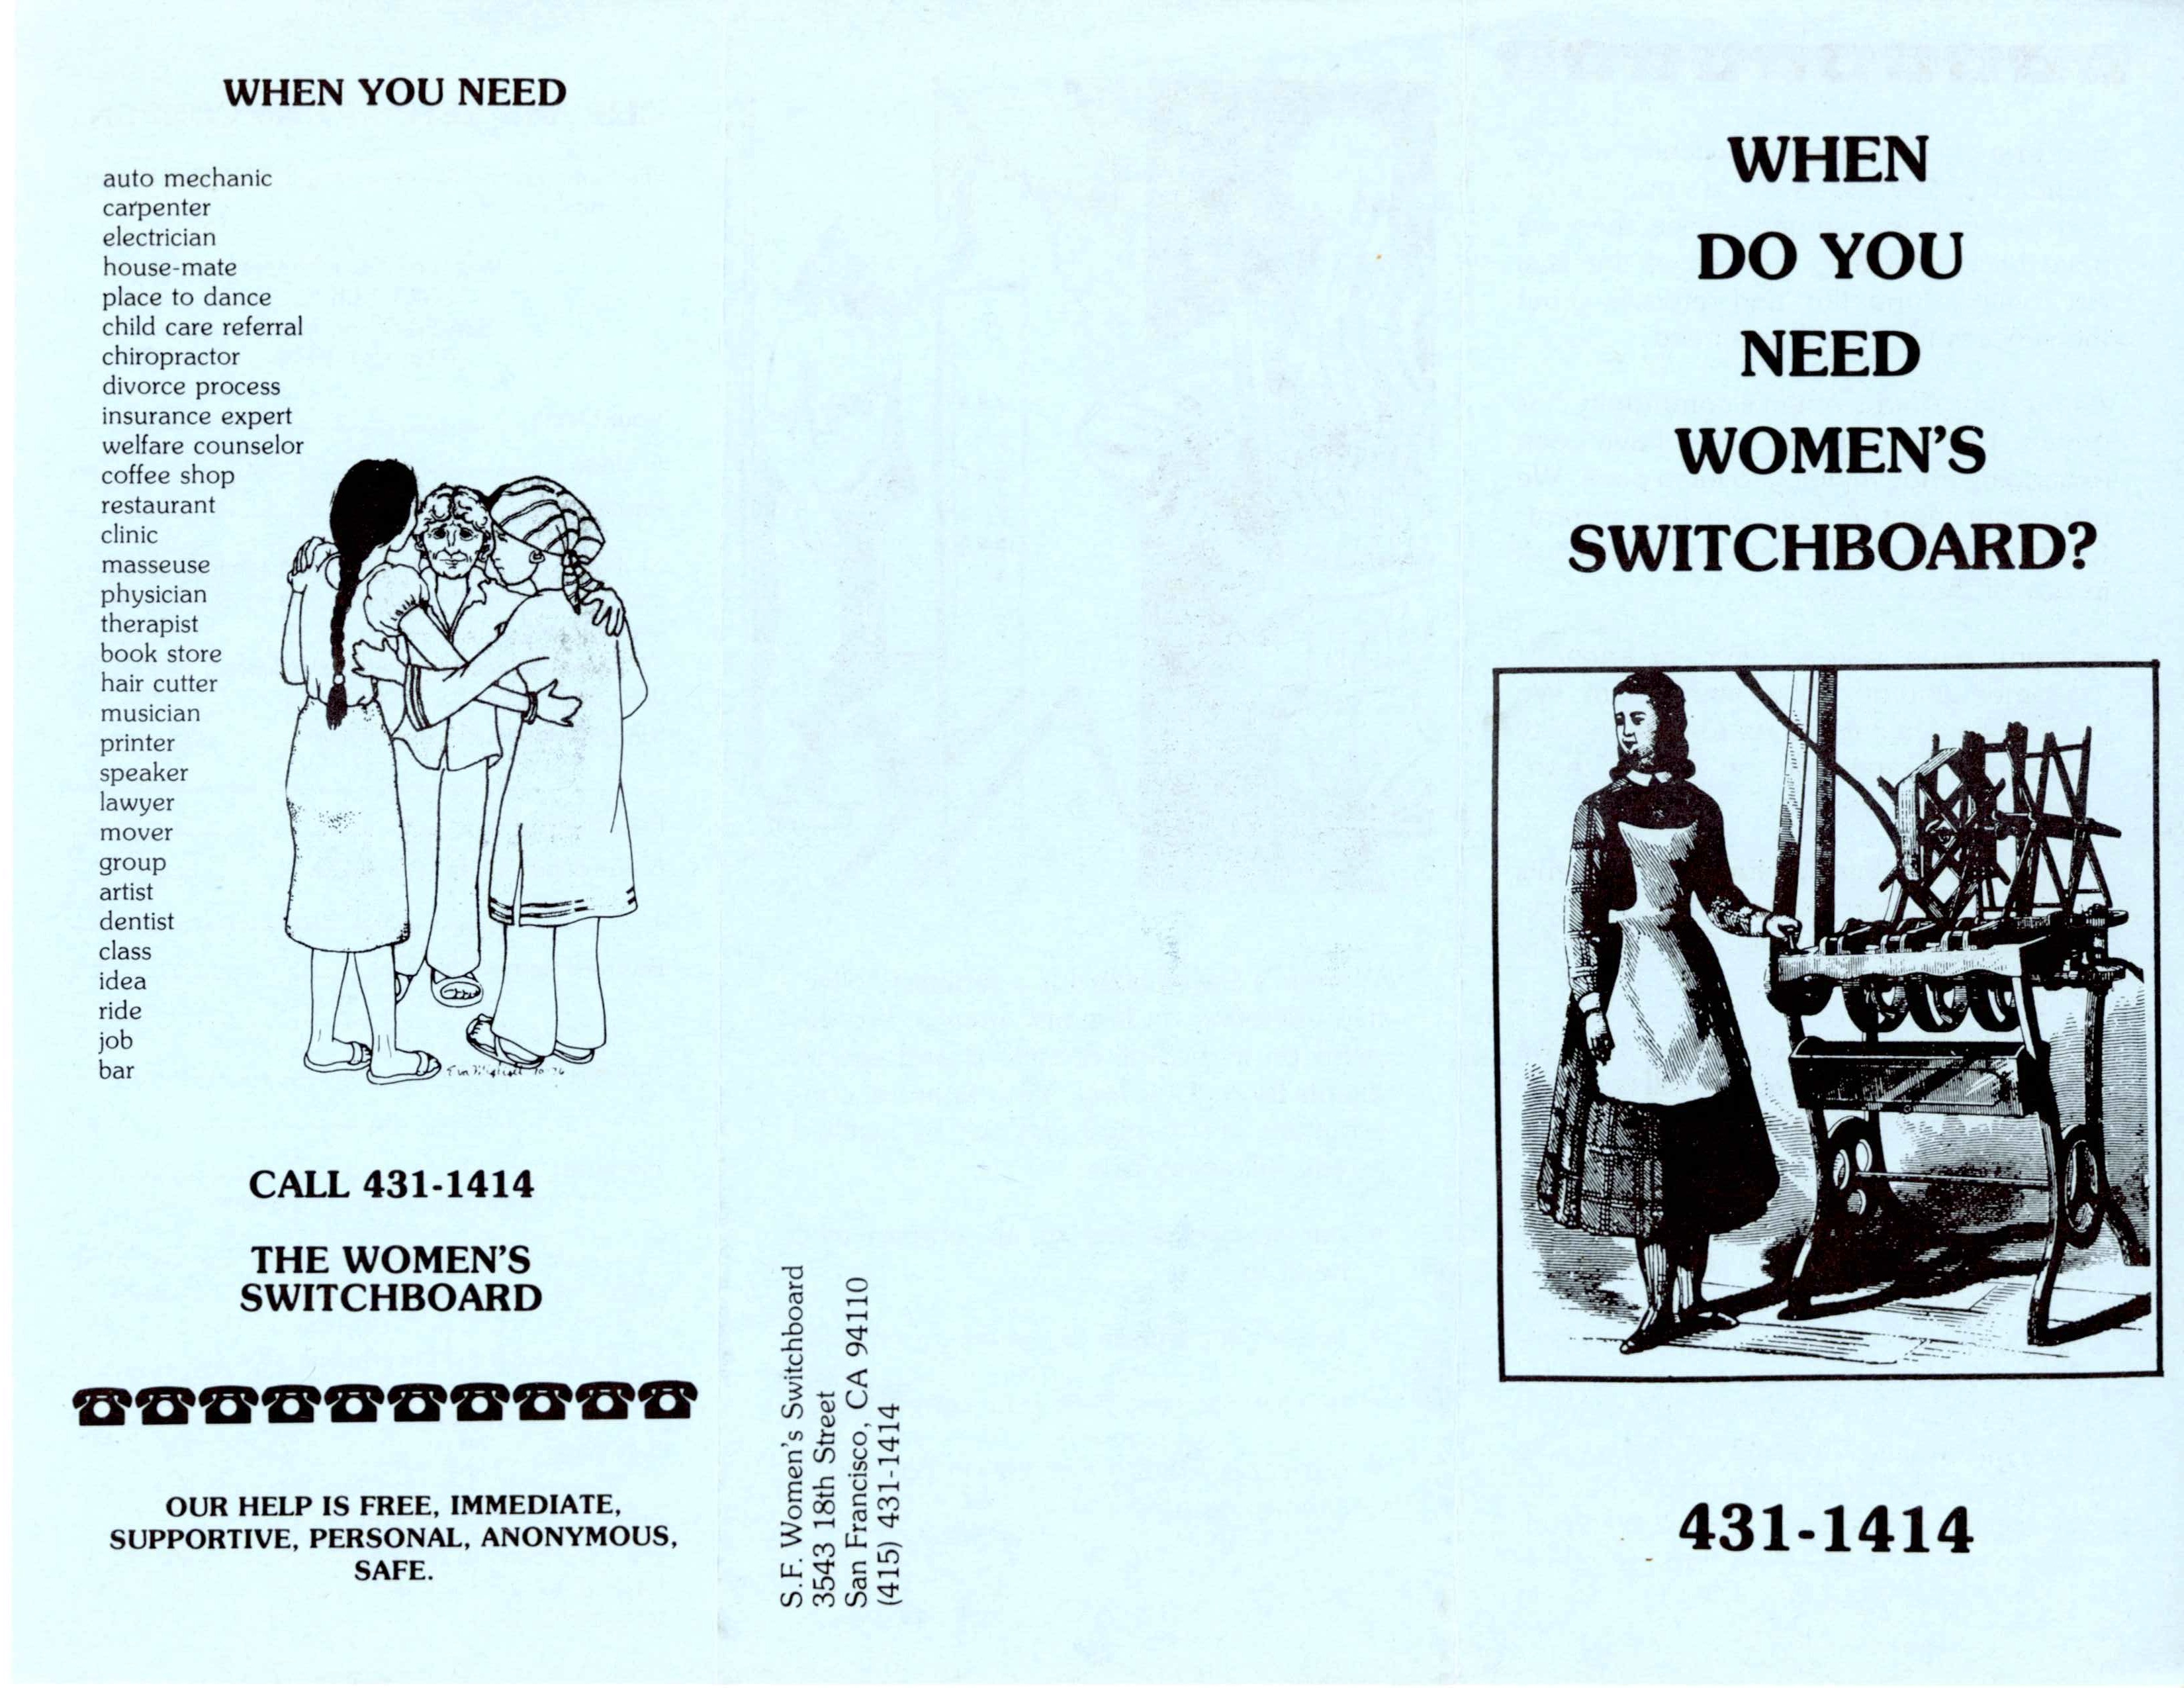 WHEN YOU NEED
auto mechanic
carpenter
electrician
house-mate
place to dance
child care referral
chiropractor
divorce process
insurance expert
welfare counselor
coffee shop
restaurant
clinic
masseuse
physician
therapist
book store
hair cutter
musician
printer
speaker
lawyer
mover
group
artist
dentist
class
idea
ride
job
bar
CALL 431-1414
THE WOMEN'S
SWITCHBOARD
OUR HELP IS FREE, IMMEDIATE,
SUPPORTIVE, PERSONAL, ANONYMOUS,
SAFE.
S.F. Women's Switchboard
3543 18th Street
San Francisco, CA 94110
(415) 431-1414
WHEN
DO YOU
NEED
WOMEN'S
SWITCHBOARD?
431-1414